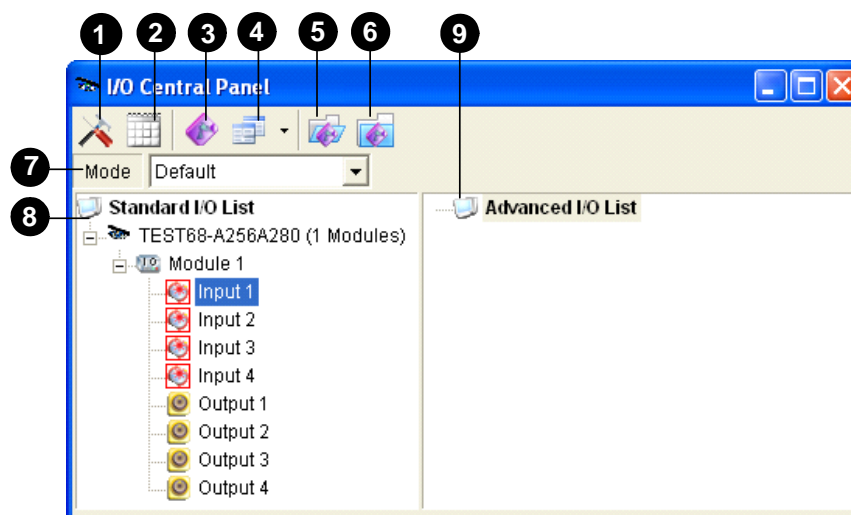 1 2 3 4 5 6 9
I/O Central Panel
7 Mode Default
8 Standard I/O List
Advanced I/O List
TEST68-A256A280 (1 Modules)
Module 1
Input 1
Input 2
Input 3
Input 4
Output 1
Output 2
Output 3
Output 4